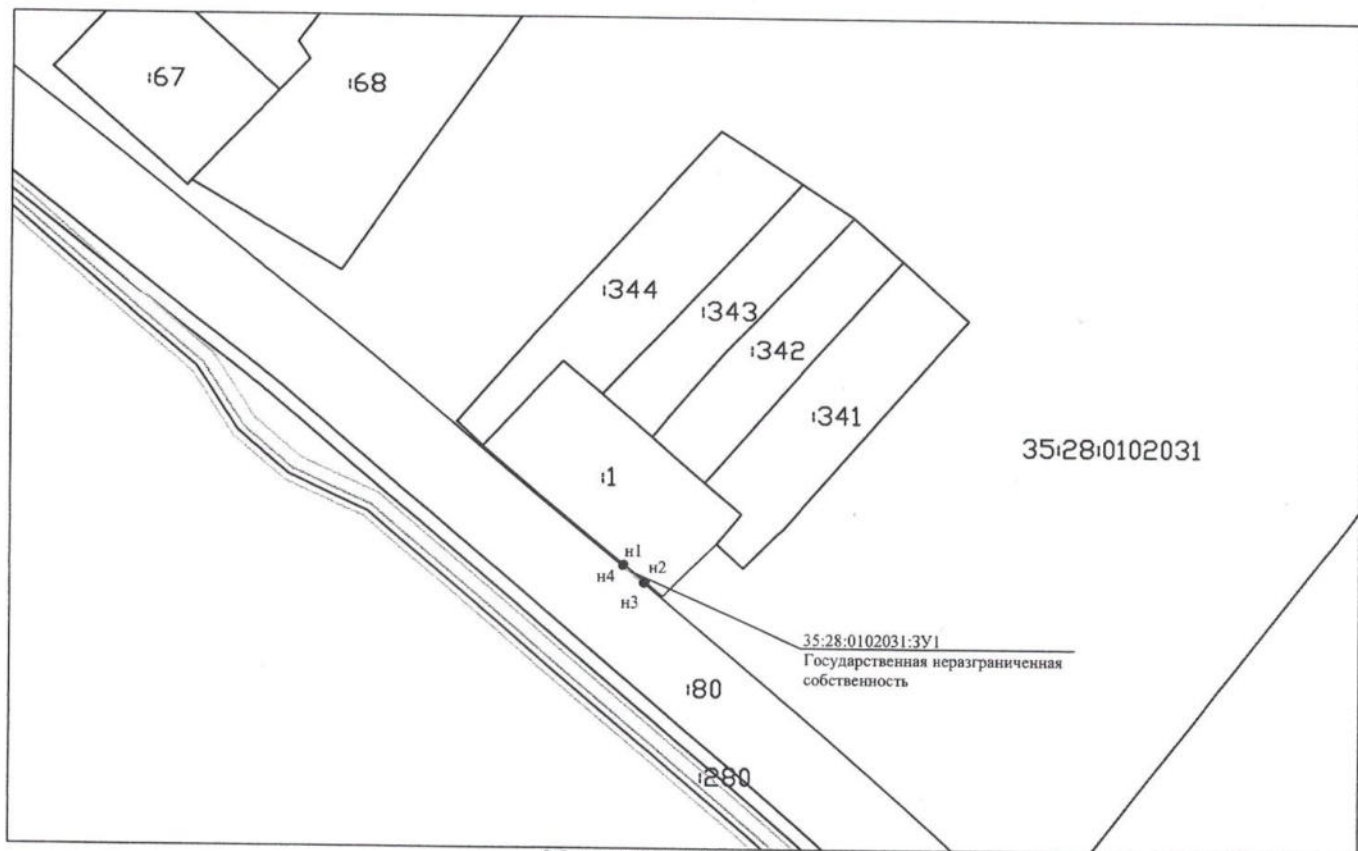 :67
:68
:344
:343
:342
:341
35:28:0102031
:1
н1
н4
н2
н3
35:28:0102031:ЗУ1
Государственная неразграниченная
собственность
:80
:280